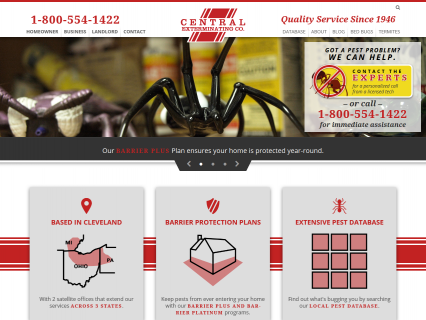 1-800-554-1422
HOMEOWNER BUSINESS LANDLORD CONTACT
CENTRAL
EXTERMINATING CO.
Quality Service Since 1946
DATABASE ABOUT BLOG BED BUGS TERMITES
GOT A PEST PROBLEM?
WE CAN HELP.
CONTACT THE
EXPERTS
for a personalized call
from a licensed tech
– or call –
1-800-554-1422
for immediate assistance
Our BARRIER PLUS Plan ensures your home is protected year-round.
BASED IN CLEVELAND
MI
OHIO
PA
With 2 satellite offices that extend our
services ACROSS 3 STATES.
BARRIER PROTECTION PLANS
Keep pests from ever entering your home
with our BARRIER PLUS AND BAR-
RIER PLATINUM programs.
EXTENSIVE PEST DATABASE
Find out what's bugging you by searching
our LOCAL PEST DATABASE.